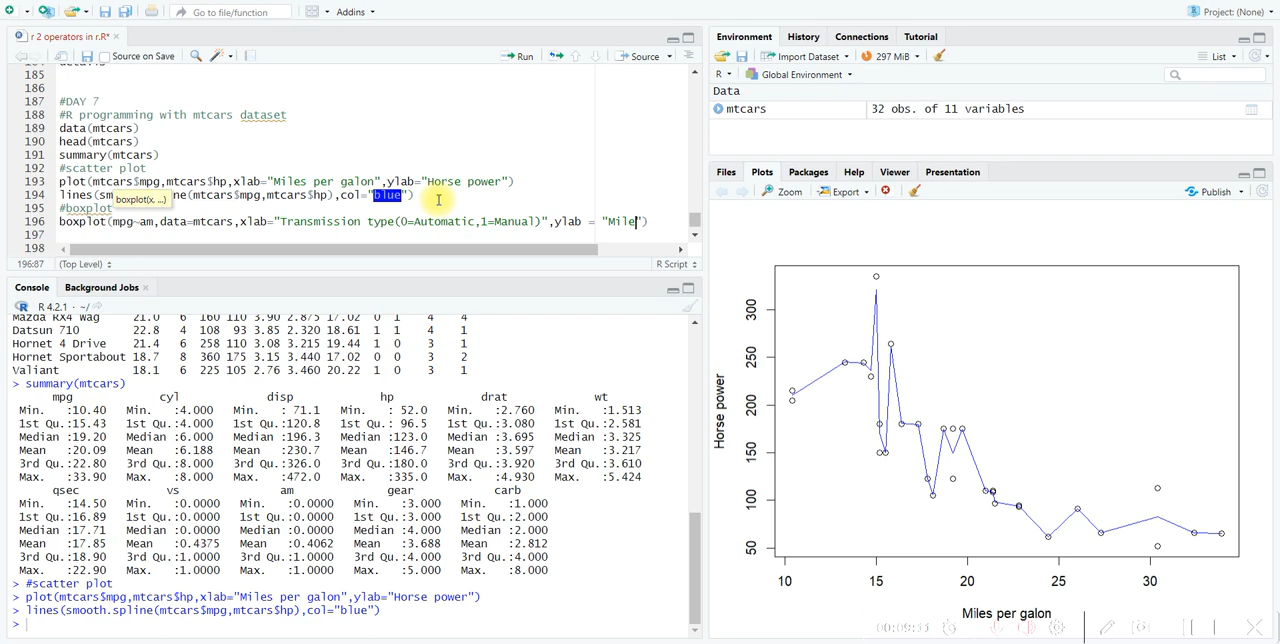 Go to file/function
Addins
Project: (None)
r 2 operators in r.R*
Source on Save
Run
Source
185
186
187 #DAY 7
188 #R programming with mtcars dataset
189 data(mtcars)
190 head(mtcars)
191 summary(mtcars)
192 #scatter plot
193 plot(mtcars$mpg,mtcars$hp,xlab="Miles per galon",ylab="Horse power")
194 lines(sm ne(mtcars$mpg,mtcars$hp),col="blue")
boxplot(x, ...)
195 #boxplot
196 boxplot(mpg~am,data=mtcars,xlab="Transmission type(0=Automatic,1=Manual)",ylab = "Mile")
197
198
196:87 (Top Level) R Script
Console Background Jobs
R 4.2.1 · ~/
Mazda RX4 Wag 21.0 6 160 110 3.90 2.875 17.02 0 1 4 4
Datsun 710 22.8 4 108 93 3.85 2.320 18.61 1 1 4 1
Hornet 4 Drive 21.4 6 258 110 3.08 3.215 19.44 1 0 3 1
Hornet Sportabout 18.7 8 360 175 3.15 3.440 17.02 0 0 3 2
Valiant 18.1 6 225 105 2.76 3.460 20.22 1 0 3 1
> summary(mtcars)
mpg cyl disp hp drat wt
Min. :10.40 Min. :4.000 Min. : 71.1 Min. : 52.0 Min. :2.760 Min. :1.513
1st Qu.:15.43 1st Qu.:4.000 1st Qu.:120.8 1st Qu.: 96.5 1st Qu.:3.080 1st Qu.:2.581
Median :19.20 Median :6.000 Median :196.3 Median :123.0 Median :3.695 Median :3.325
Mean :20.09 Mean :6.188 Mean :230.7 Mean :146.7 Mean :3.597 Mean :3.217
3rd Qu.:22.80 3rd Qu.:8.000 3rd Qu.:326.0 3rd Qu.:180.0 3rd Qu.:3.920 3rd Qu.:3.610
Max. :33.90 Max. :8.000 Max. :472.0 Max. :335.0 Max. :4.930 Max. :5.424
qsec vs am gear carb
Min. :14.50 Min. :0.0000 Min. :0.0000 Min. :3.000 Min. :1.000
1st Qu.:16.89 1st Qu.:0.0000 1st Qu.:0.0000 1st Qu.:3.000 1st Qu.:2.000
Median :17.71 Median :0.0000 Median :0.0000 Median :4.000 Median :2.000
Mean :17.85 Mean :0.4375 Mean :0.4062 Mean :3.688 Mean :2.812
3rd Qu.:18.90 3rd Qu.:1.0000 3rd Qu.:1.0000 3rd Qu.:4.000 3rd Qu.:4.000
Max. :22.90 Max. :1.0000 Max. :1.0000 Max. :5.000 Max. :8.000
> #scatter plot
> plot(mtcars$mpg,mtcars$hp,xlab="Miles per galon",ylab="Horse power")
> lines(smooth.spline(mtcars$mpg,mtcars$hp),col="blue")
>
Environment History Connections Tutorial
Import Dataset 297 MiB List
R Global Environment
Data
mtcars 32 obs. of 11 variables
Files Plots Packages Help Viewer Presentation
Zoom Export Publish
Horse power
300
250
200
150
100
50
10 15 20 25 30
Miles per galon